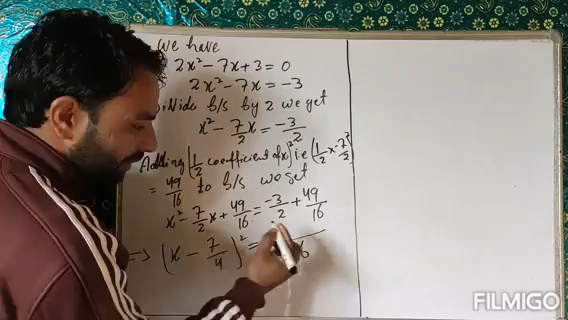 We have
2x² - 7x + 3 = 0
2x² - 7x = -3
b/s by 2 we get
x² - 7/2 x = -3/2
Adding (1/2 coefficient of x)² i.e (1/2 x -7/2)²
= 49/16 to b/s we get
x² - 7/2 x + 49/16 = -3/2 + 49/16
=> (x - 7/4)² =
FILMIGO